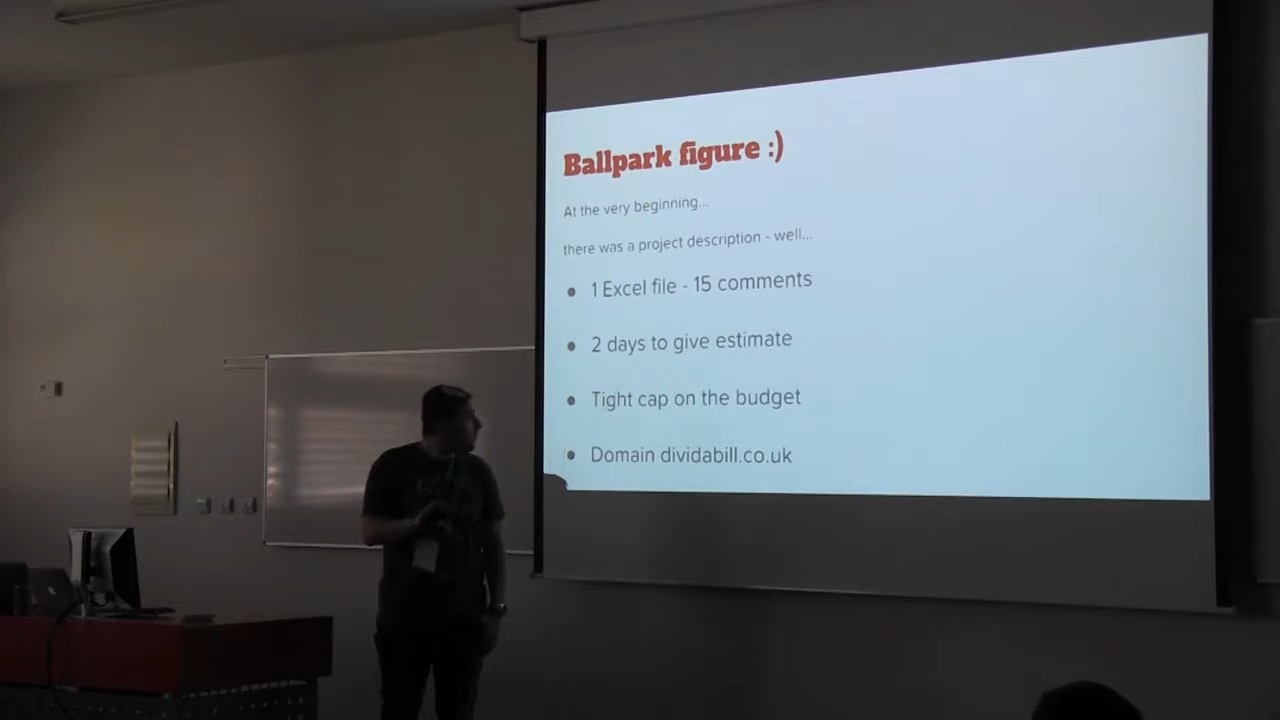 Ballpark figure :)
At the very beginning...
there was a project description - well...
● 1 Excel file - 15 comments
● 2 days to give estimate
● Tight cap on the budget
● Domain dividabill.co.uk